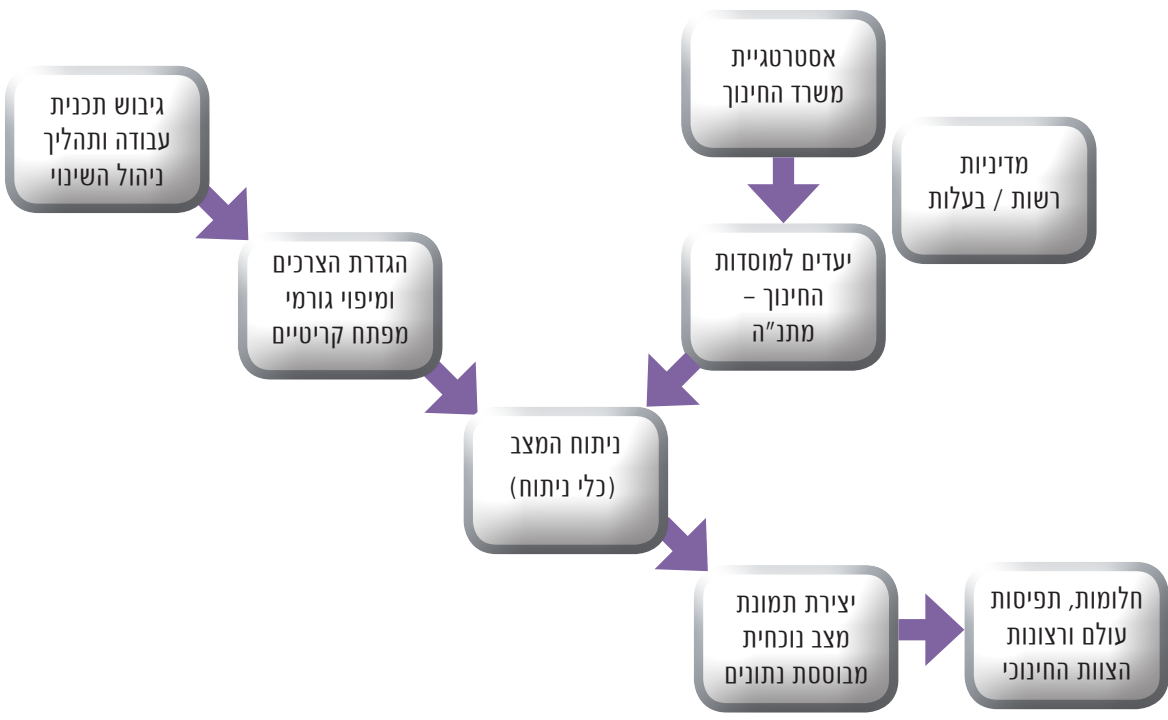 אסטרטגיית
משרד החינוך
מדיניות
רשות / בעלות
גיבוש תכנית
עבודה ותהליך
ניהול השינוי
יעדים למוסדות
החינוך –
מתנ"ה
הגדרת הצרכים
ומיפוי גורמי
מפתח קריטיים
ניתוח המצב
(כלי ניתוח)
יצירת תמונת
מצב נוכחית
מבוססת נתונים
חלומות, תפיסות
עולם ורצונות
הצוות החינוכי